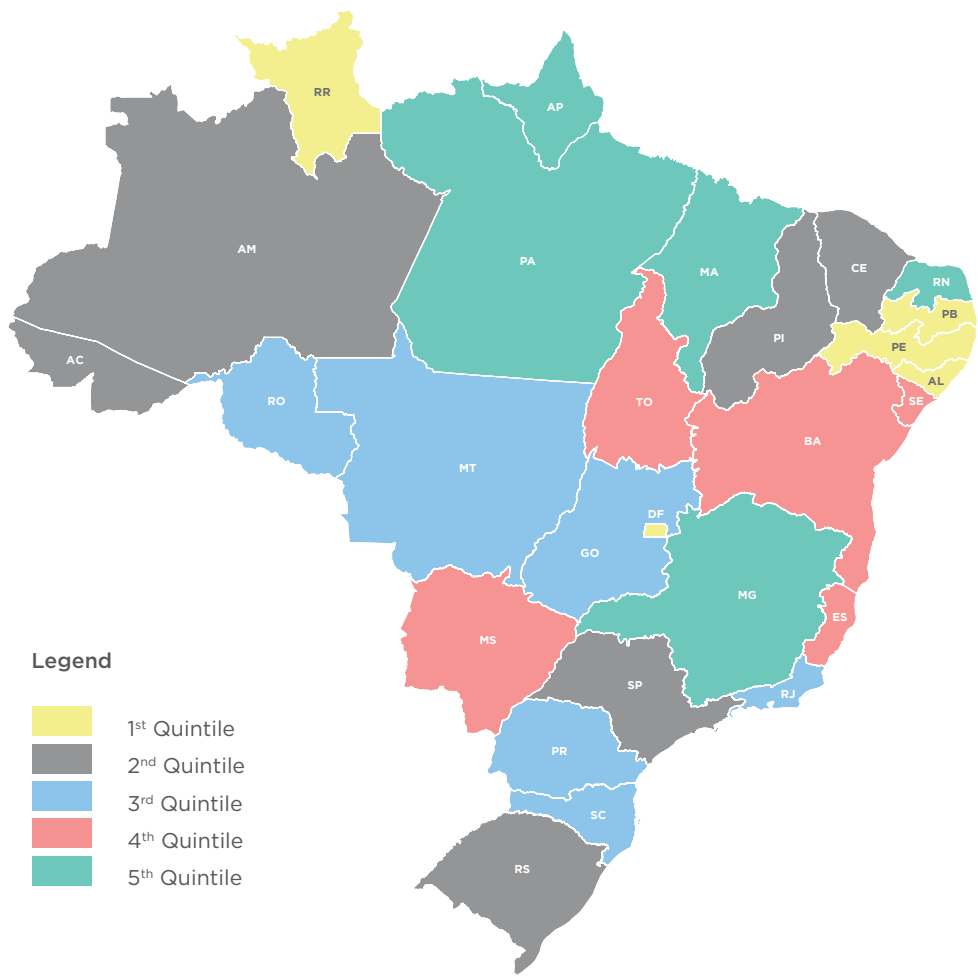 RR
AP
AM
PA
MA
CE
RN
PB
PI
PE
AC
AL
RO
TO
SE
BA
MT
DF
GO
MG
ES
MS
SP
RJ
PR
SC
RS
Legend
1st Quintile
2nd Quintile
3rd Quintile
4th Quintile
5th Quintile